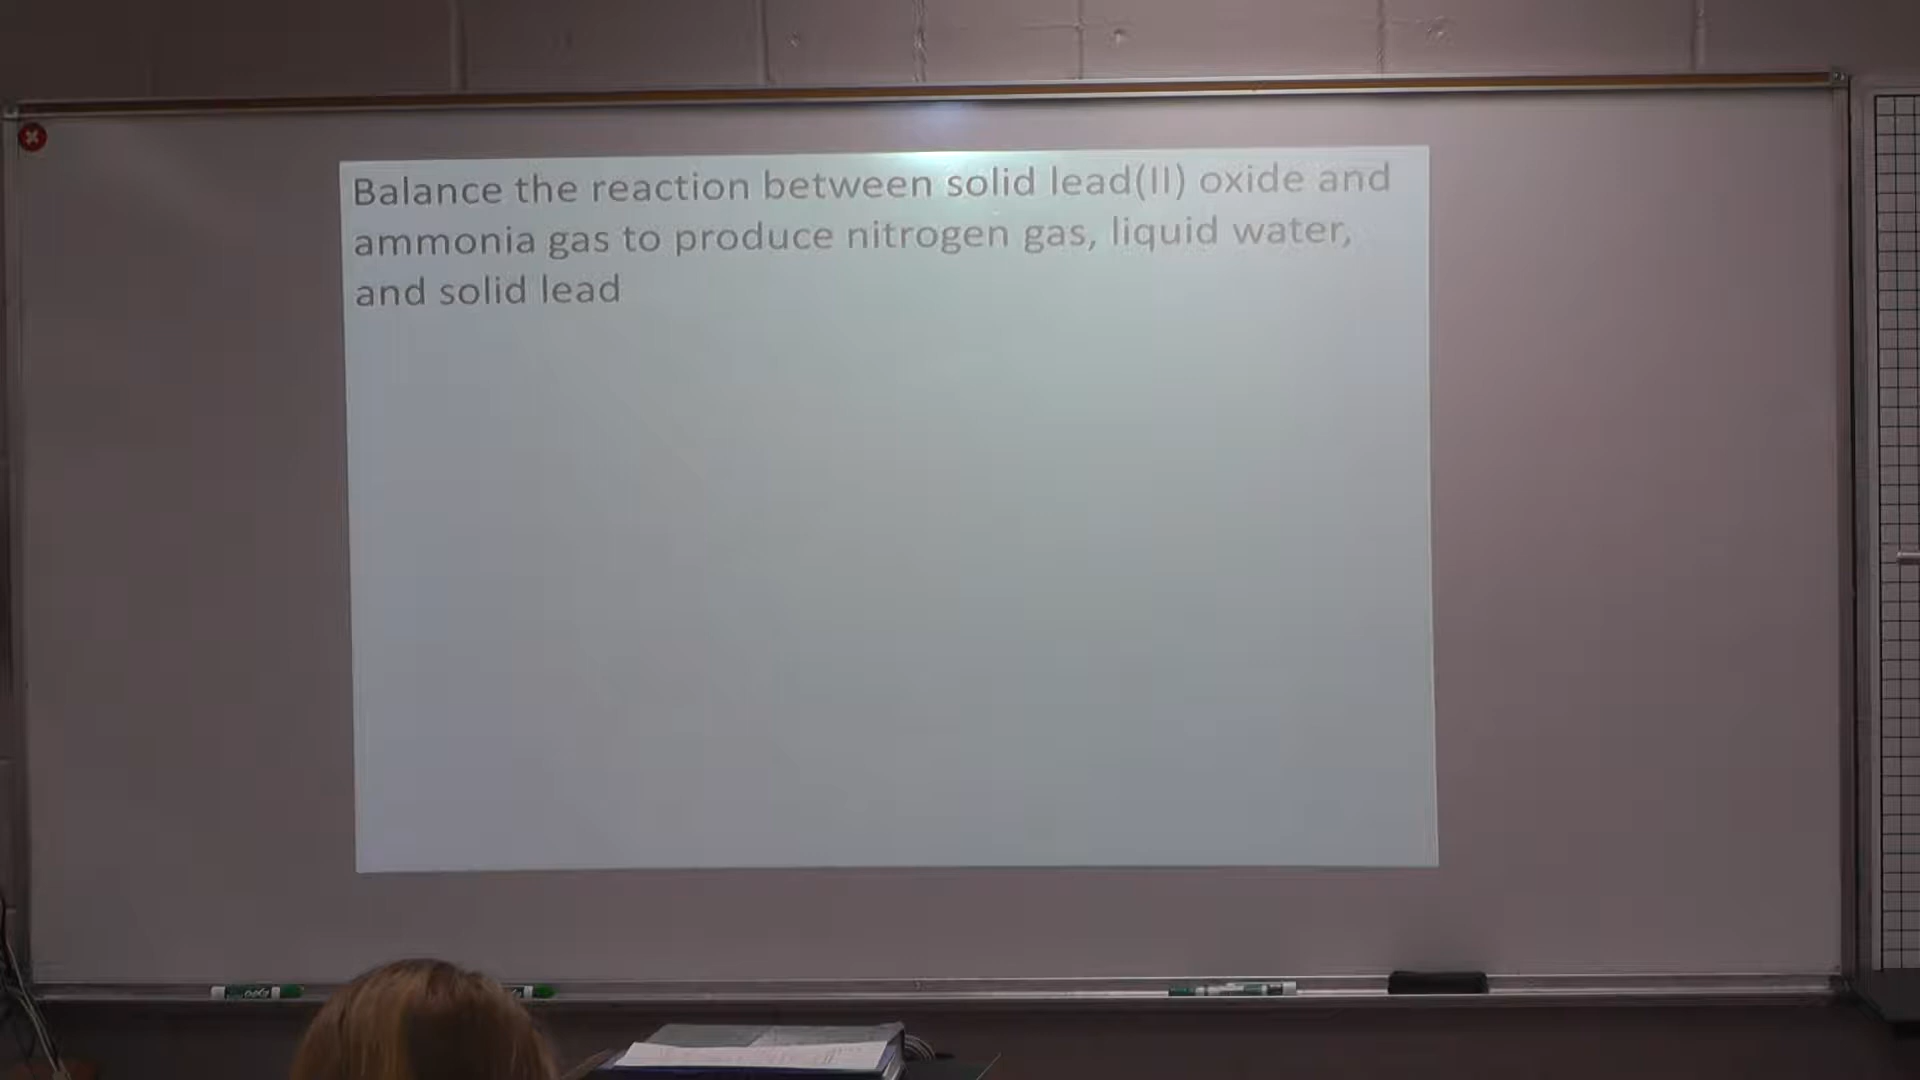 Balance the reaction between solid lead(II) oxide and
ammonia gas to produce nitrogen gas, liquid water,
and solid lead
EXPO